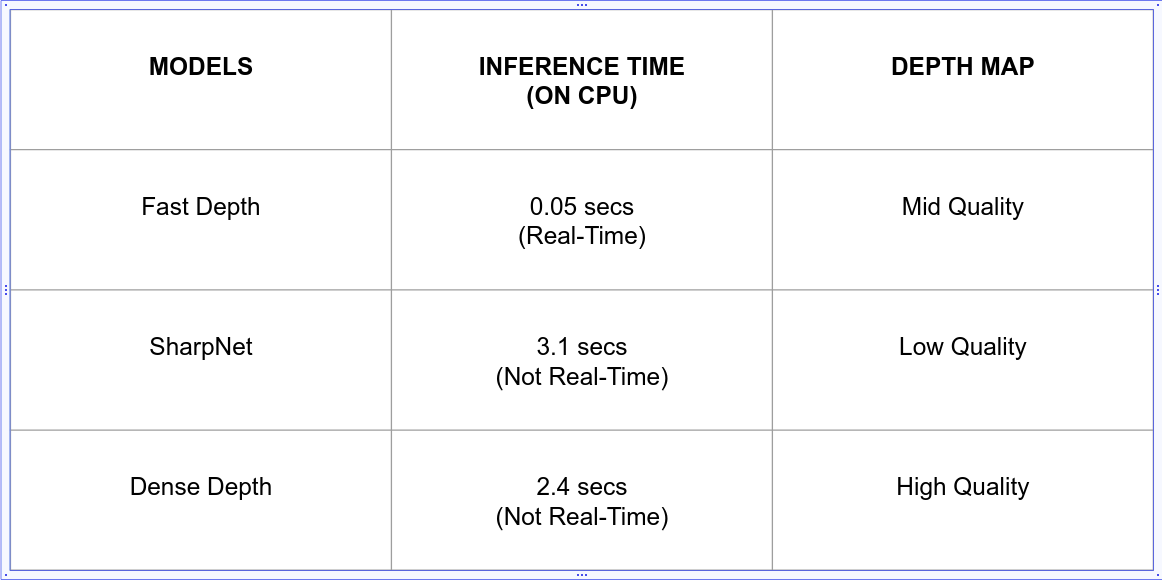 MODELS
INFERENCE TIME
(ON CPU)
DEPTH MAP
Fast Depth
0.05 secs
(Real-Time)
Mid Quality
SharpNet
3.1 secs
(Not Real-Time)
Low Quality
Dense Depth
2.4 secs
(Not Real-Time)
High Quality